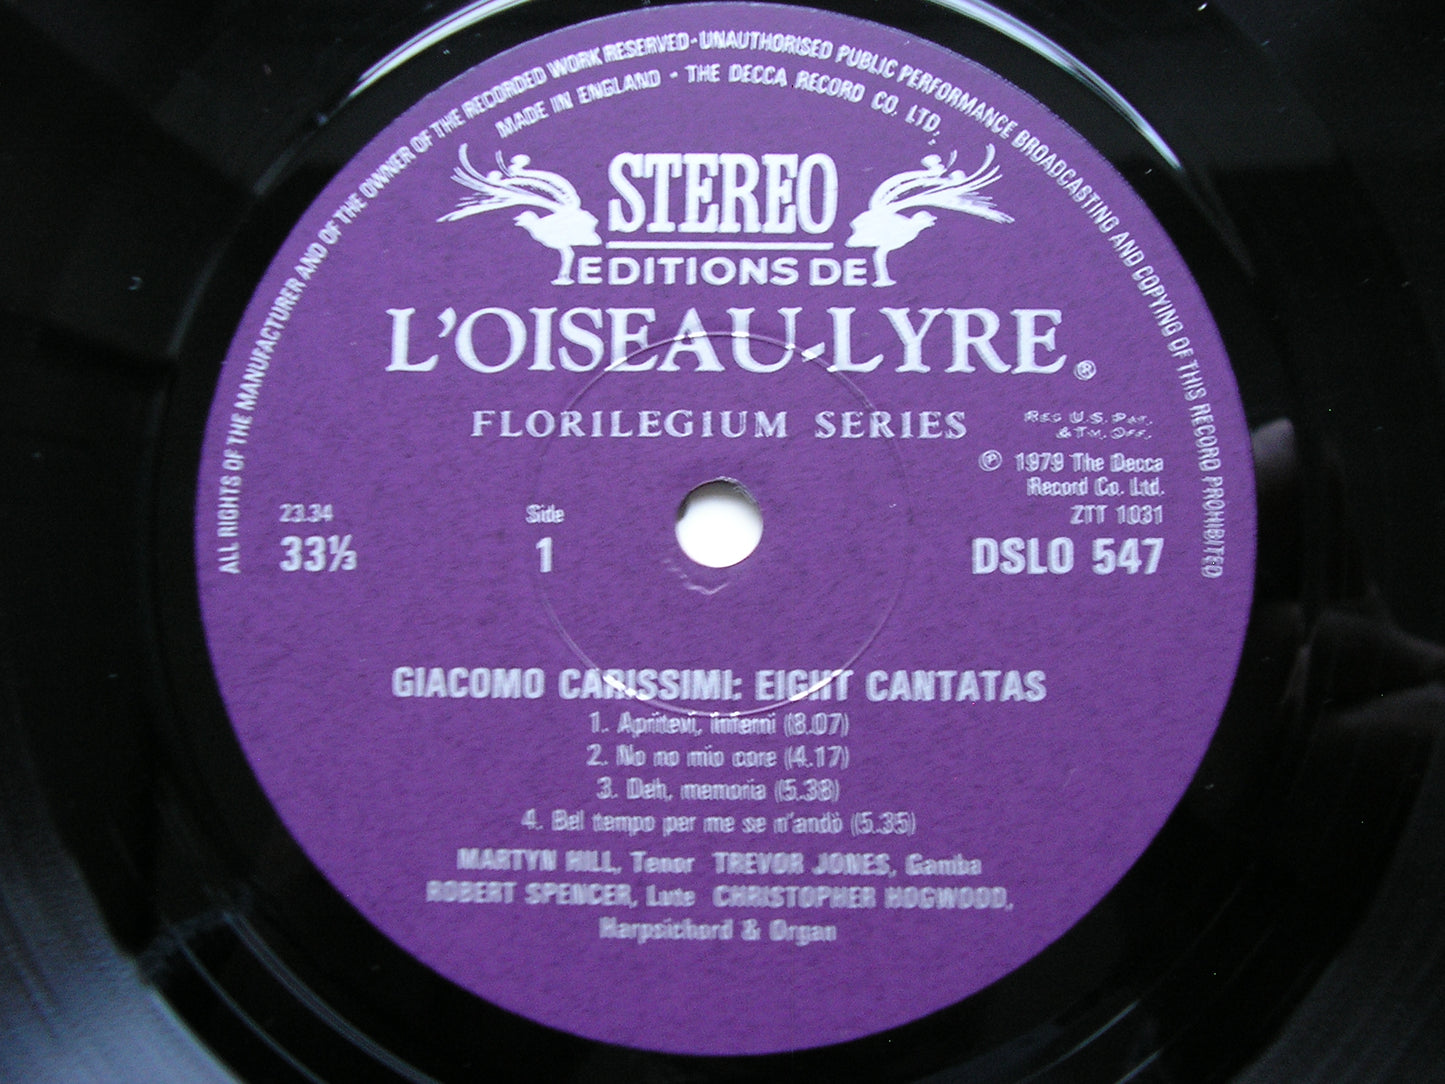 ALL RIGHTS OF THE MANUFACTURER AND OF THE OWNER OF THE RECORDED WORK RESERVED·UNAUTHORISED PUBLIC PERFORMANCE BROADCASTING AND COPYING OF THIS RECORD PROHIBITED
MADE IN ENGLAND · THE DECCA RECORD CO. LTD.
STEREO
EDITIONS DE
L'OISEAU-LYRE ®
FLORILEGIUM SERIES
REG U.S. PAT.
& TM. OFF.
℗ 1979 The Decca
Record Co. Ltd.
ZTT 1031
23.34
Side
33⅓
1
DSLO 547
GIACOMO CARISSIMI: EIGHT CANTATAS
1. Apritevi, inferni (8.07)
2. No no mio core (4.17)
3. Deh, memoria (5.38)
4. Bel tempo per me se n'andò (5.35)
MARTYN HILL, Tenor TREVOR JONES, Gamba
ROBERT SPENCER, Lute CHRISTOPHER HOGWOOD,
Harpsichord & Organ